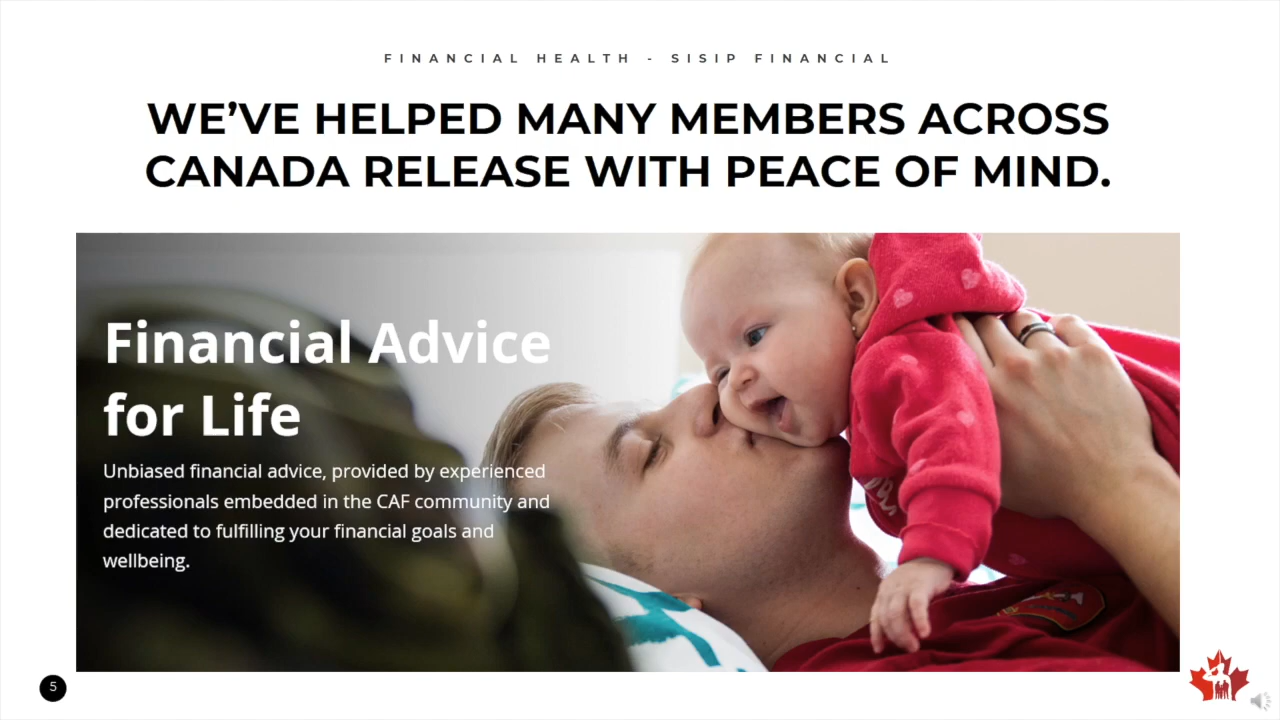 FINANCIAL HEALTH - SISIP FINANCIAL
WE’VE HELPED MANY MEMBERS ACROSS
CANADA RELEASE WITH PEACE OF MIND.
Financial Advice
for Life
Unbiased financial advice, provided by experienced
professionals embedded in the CAF community and
dedicated to fulfilling your financial goals and
wellbeing.
5